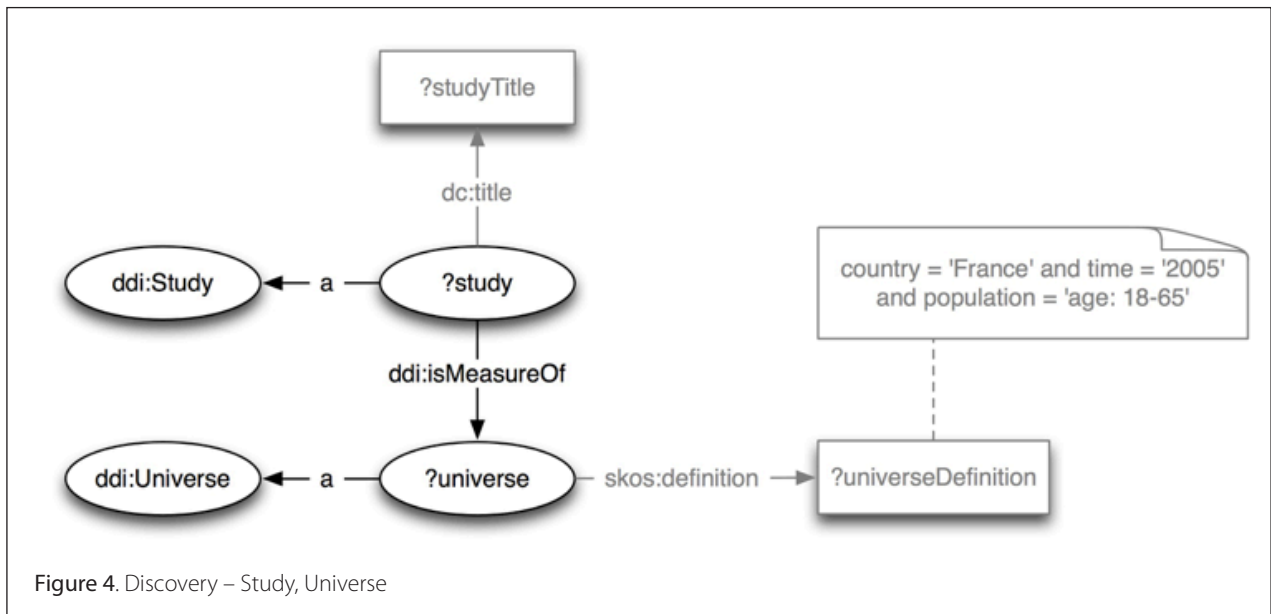 ?studyTitle
dc:title
ddi:Study
a
?study
country = 'France' and time = '2005'
and population = 'age: 18-65'
ddi:isMeasureOf
ddi:Universe
a
?universe
skos:definition
?universeDefinition
Figure 4. Discovery – Study, Universe